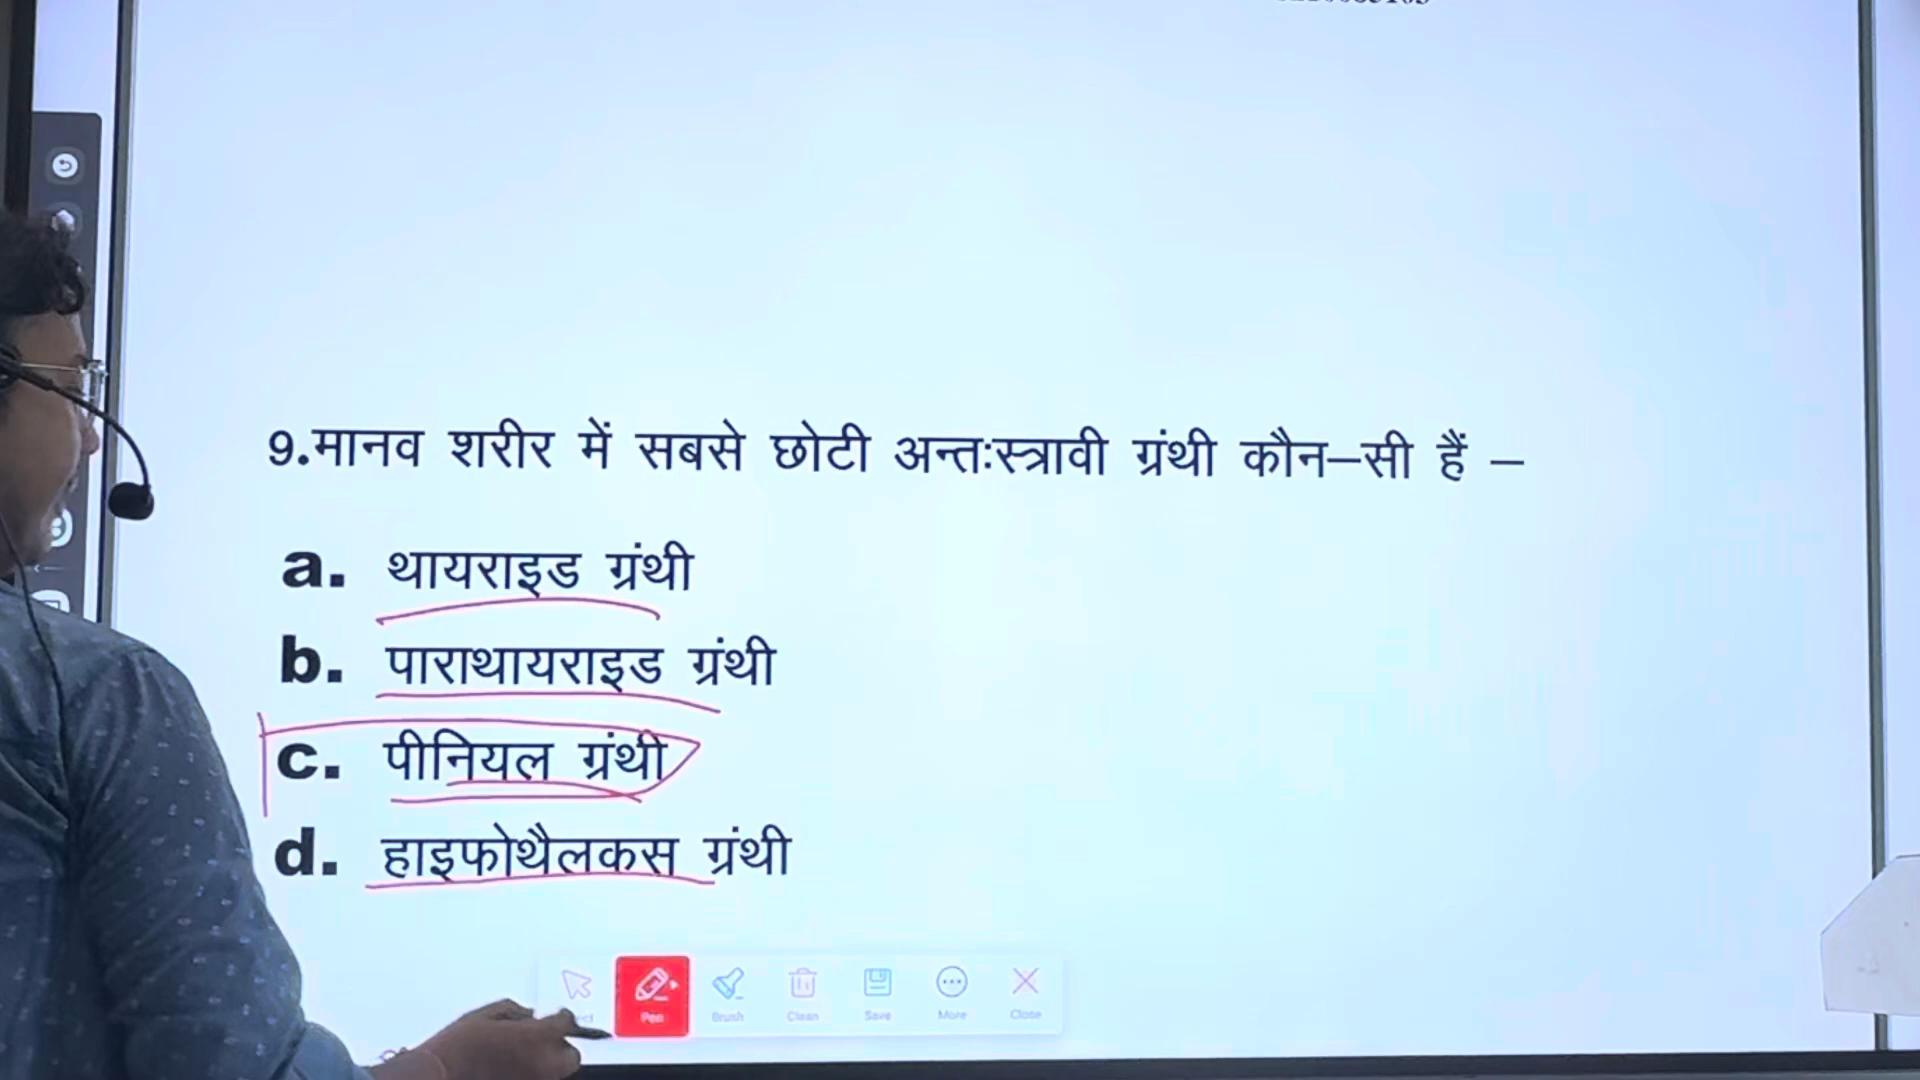 9.मानव शरीर में सबसे छोटी अन्तःस्त्रावी ग्रंथी कौन–सी हैं –
a. थायराइड ग्रंथी
b. पाराथायराइड ग्रंथी
c. पीनियल ग्रंथी
d. हाइफोथैलकस ग्रंथी
Pen Brush Clean Save More Close